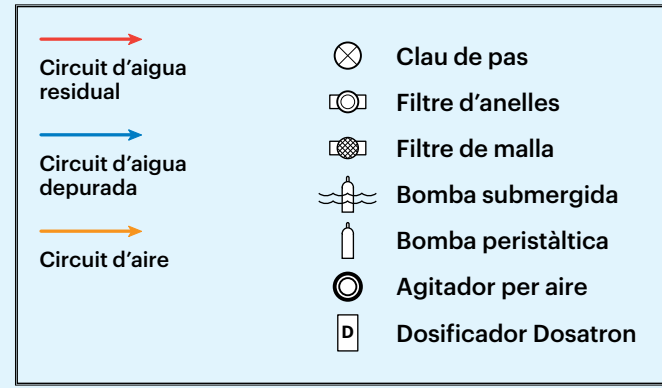 Circuit d’aigua
residual
Circuit d’aigua
depurada
Circuit d’aire
Clau de pas
Filtre d’anelles
Filtre de malla
Bomba submergida
Bomba peristàltica
Agitador per aire
D Dosificador Dosatron